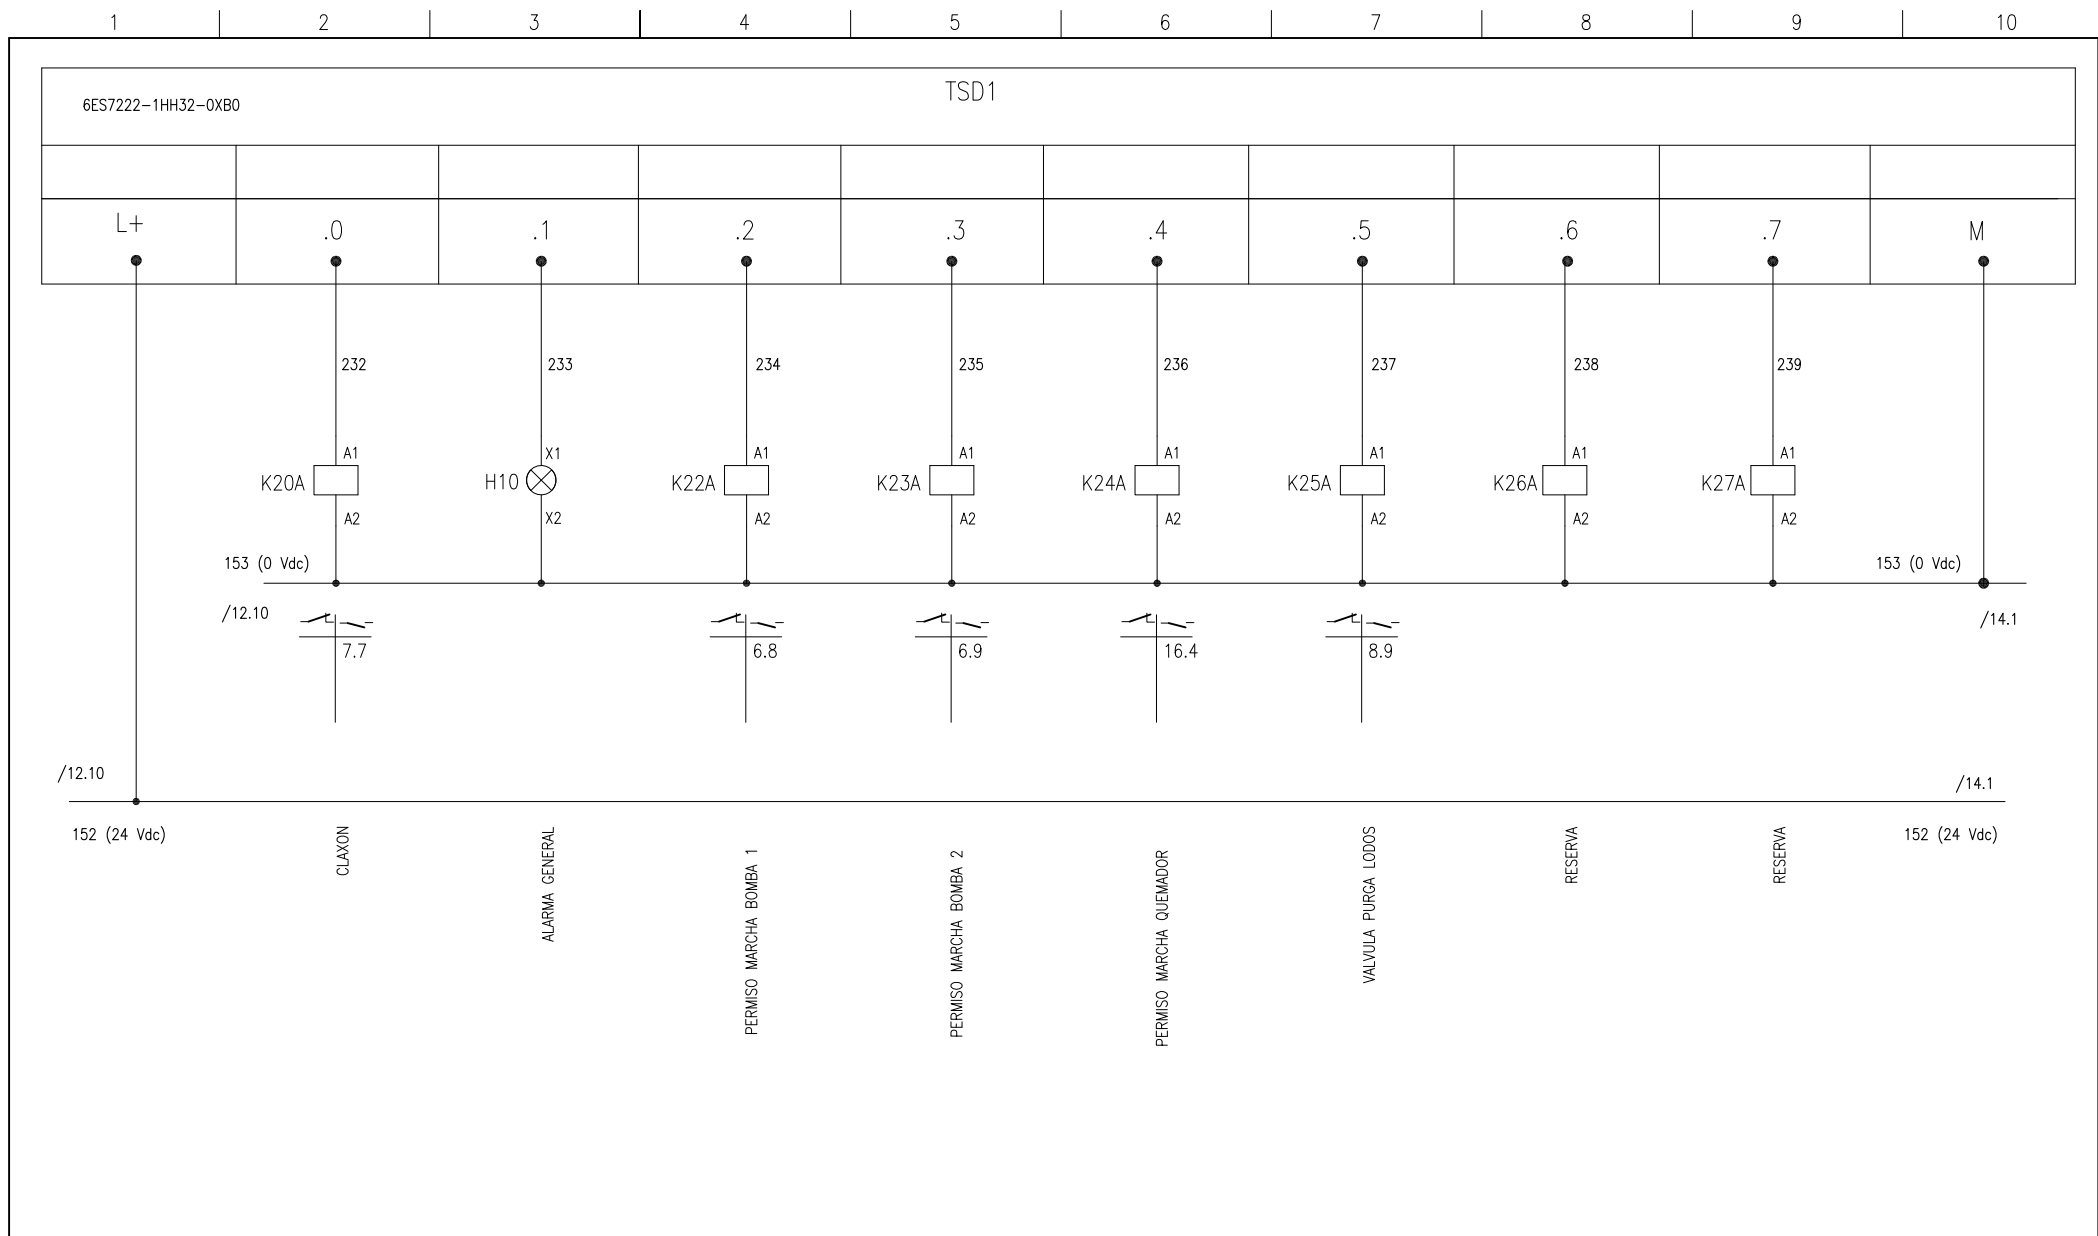 1 2 3 4 5 6 7 8 9 10
TSD1
6ES7222-1HH32-0XB0
L+ .0 .1 .2 .3 .4 .5 .6 .7 M
232 233 234 235 236 237 238 239
A1 X1 A1 A1 A1 A1 A1 A1
K20A H10 K22A K23A K24A K25A K26A K27A
A2 X2 A2 A2 A2 A2 A2 A2
153 (0 Vdc) 153 (0 Vdc)
/12.10 /14.1
7.7 6.8 6.9 16.4 8.9
/12.10 /14.1
152 (24 Vdc) 152 (24 Vdc)
CLAXON
ALARMA GENERAL
PERMISO MARCHA BOMBA 1
PERMISO MARCHA BOMBA 2
PERMISO MARCHA QUEMADOR
VALVULA PURGA LODOS
RESERVA
RESERVA